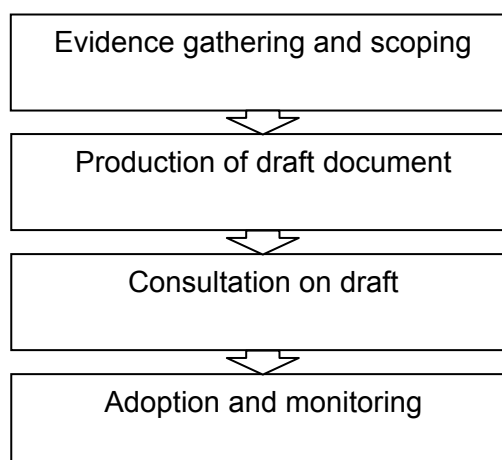 Evidence gathering and scoping
Production of draft document
Consultation on draft
Adoption and monitoring